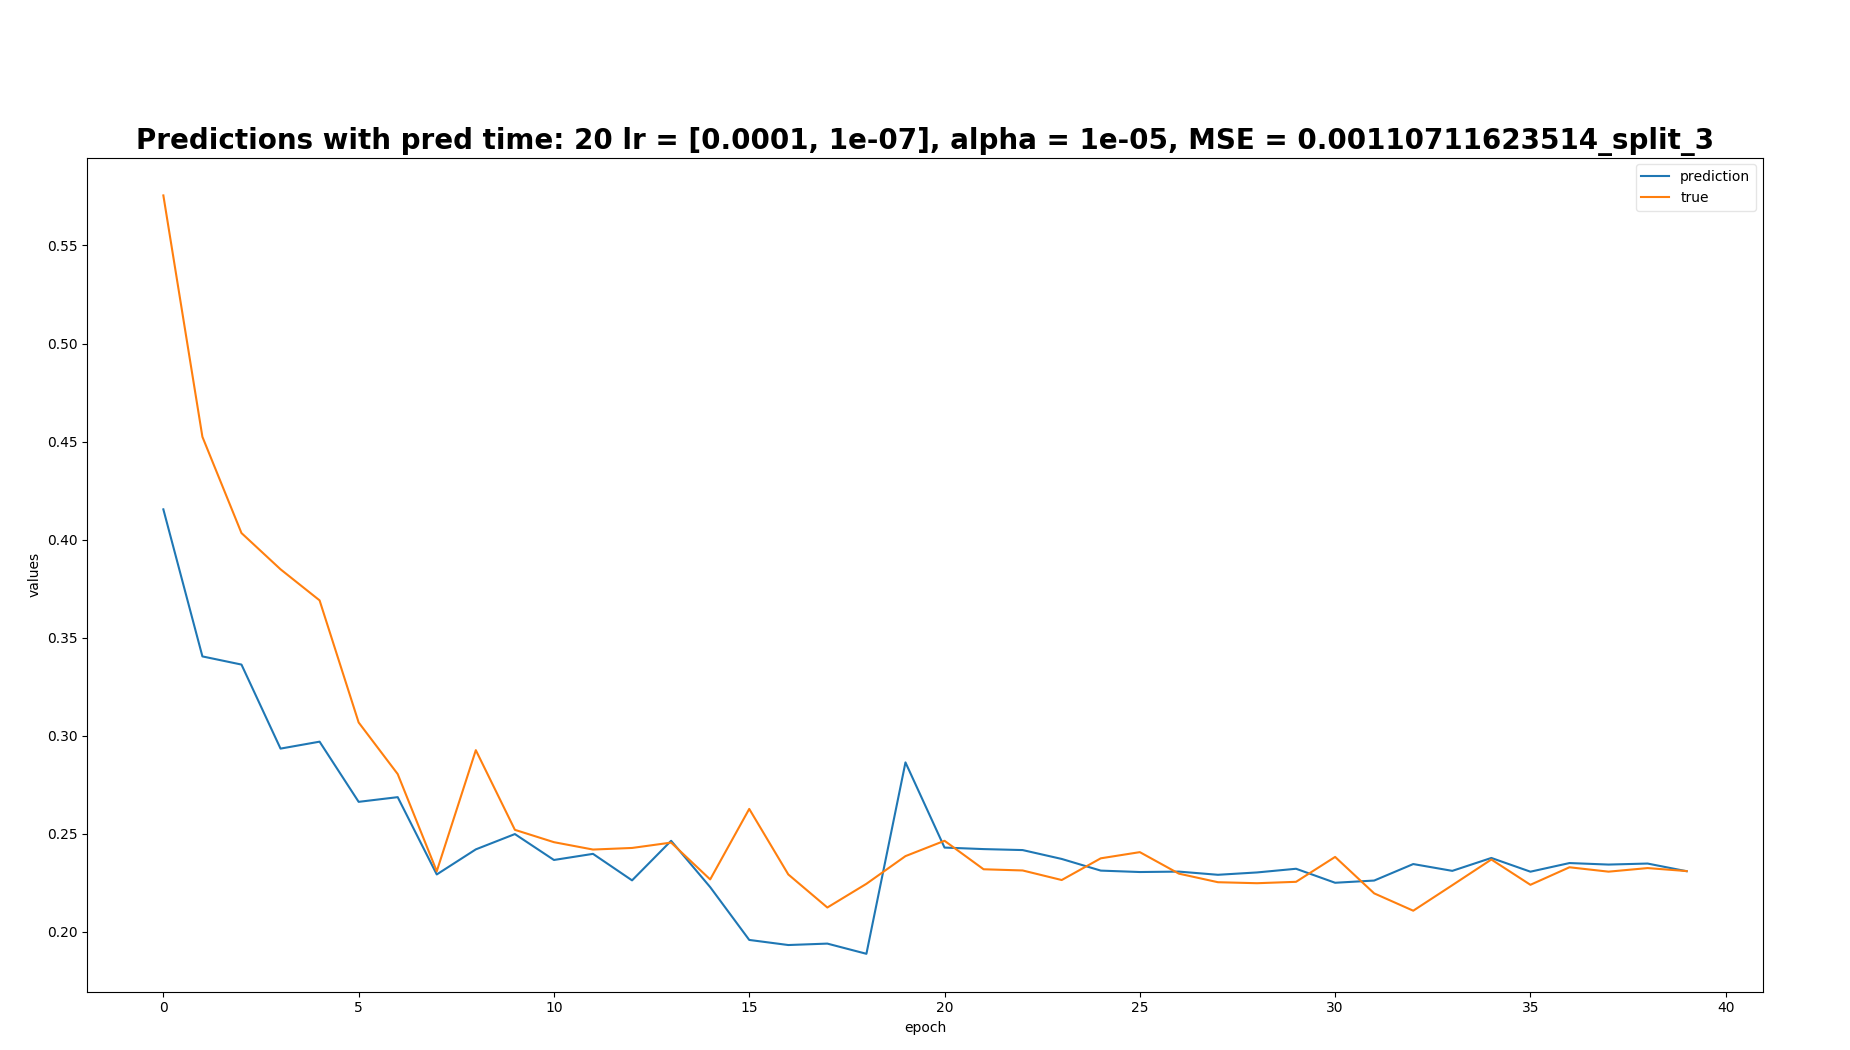 Predictions with pred time: 20 lr = [0.0001, 1e-07], alpha = 1e-05, MSE = 0.00110711623514_split_3
prediction
true
values
0.55
0.50
0.45
0.40
0.35
0.30
0.25
0.20
0 5 10 15 20 25 30 35 40
epoch